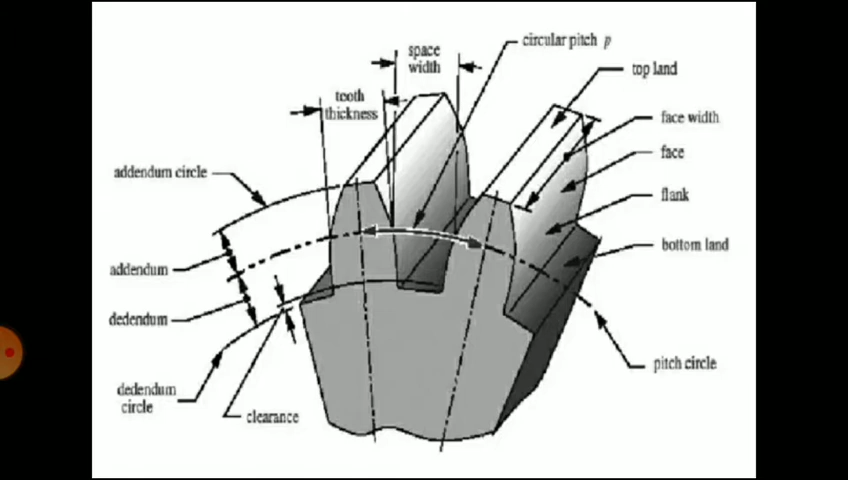 space
width
circular pitch p
top land
tooth
thickness
face width
face
addendum circle
flank
bottom land
addendum
dedendum
pitch circle
dedendum
circle
clearance